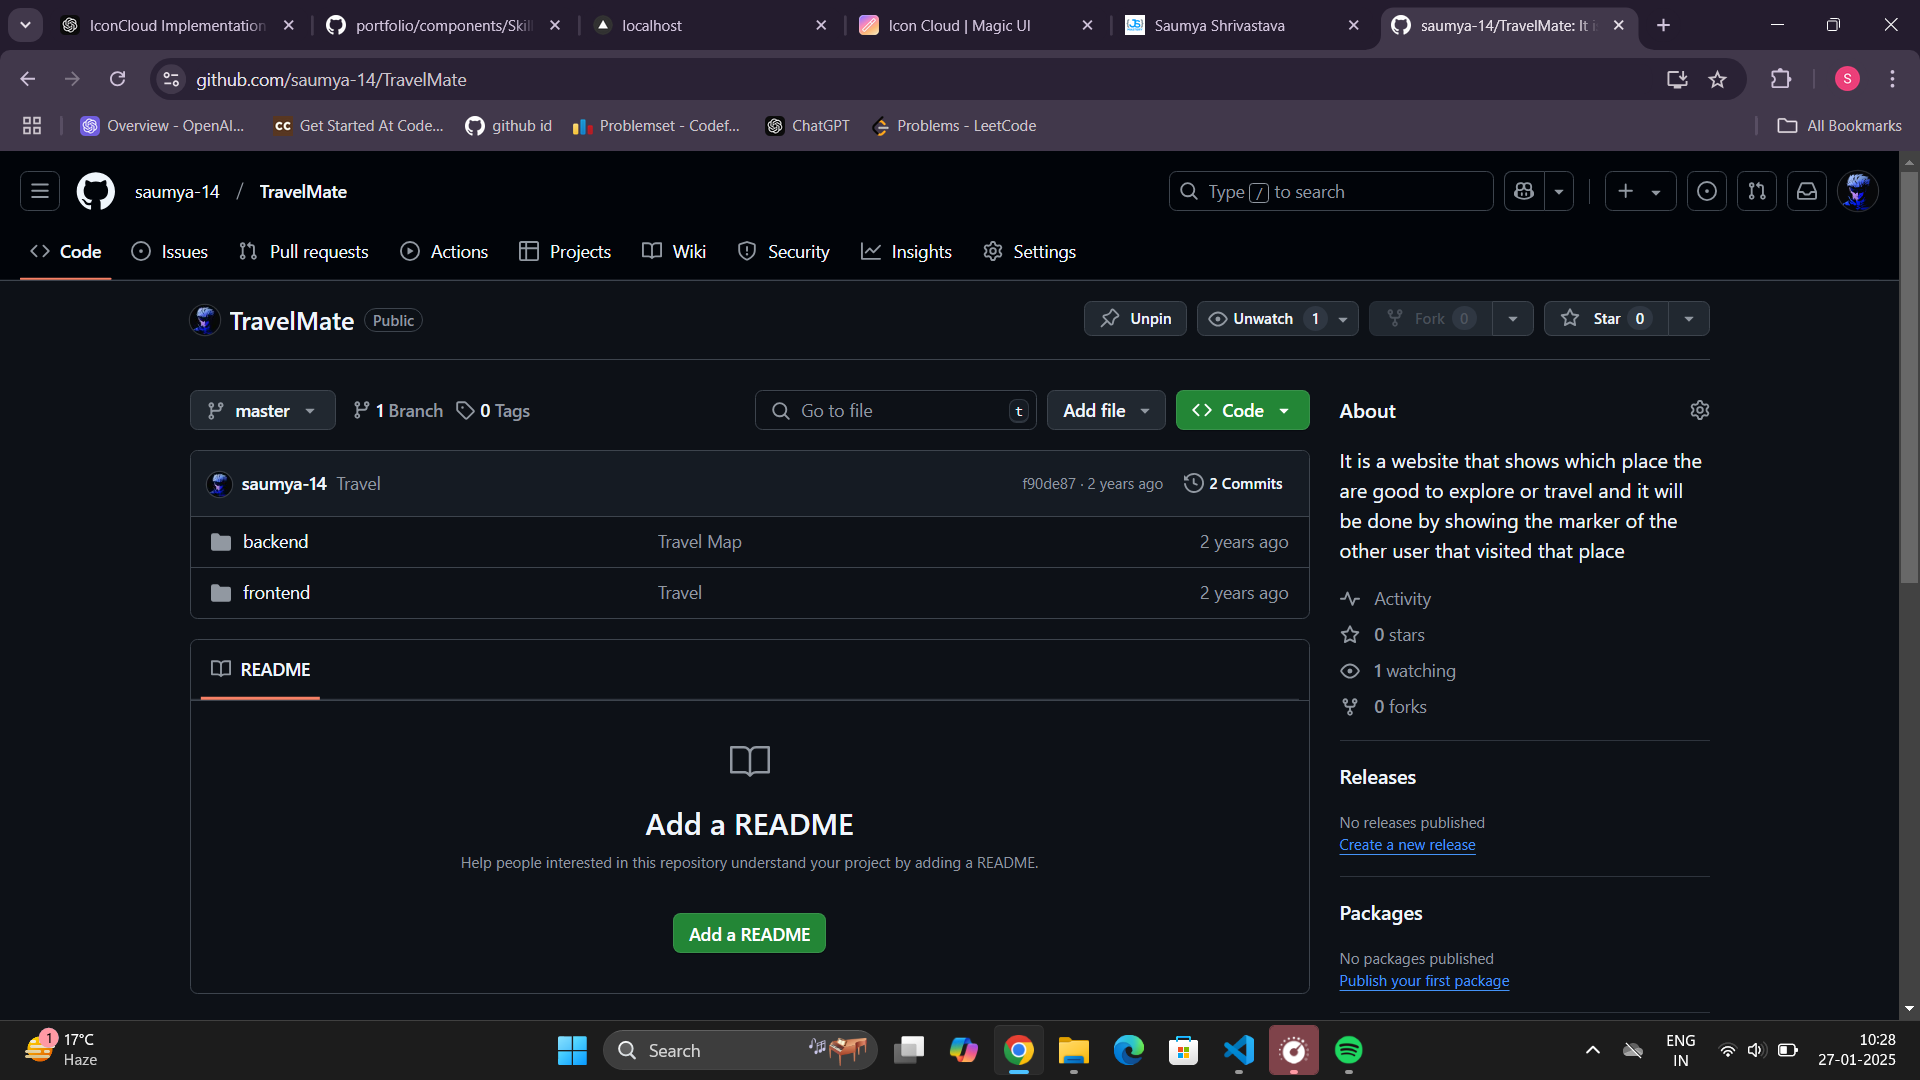 IconCloud Implementation
portfolio/components/Skil
localhost
Icon Cloud | Magic UI
Saumya Shrivastava
saumya-14/TravelMate: It is
github.com/saumya-14/TravelMate
S
Overview - OpenAI...
CC Get Started At Code...
github id
Problemset - Codef...
ChatGPT
Problems - LeetCode
All Bookmarks
saumya-14 / TravelMate
Type / to search
Code
Issues
Pull requests
Actions
Projects
Wiki
Security
Insights
Settings
TravelMate Public
Unpin
Unwatch 1
Fork 0
Star 0
master
1 Branch
0 Tags
Go to file t
Add file
Code
saumya-14 Travel
f90de87 · 2 years ago
2 Commits
backend Travel Map 2 years ago
frontend Travel 2 years ago
README
Add a README
Help people interested in this repository understand your project by adding a README.
Add a README
About
It is a website that shows which place the
are good to explore or travel and it will
be done by showing the marker of the
other user that visited that place
Activity
0 stars
1 watching
0 forks
Releases
No releases published
Create a new release
Packages
No packages published
Publish your first package
1
17°C
Haze
Search
ENG
IN
10:28
27-01-2025